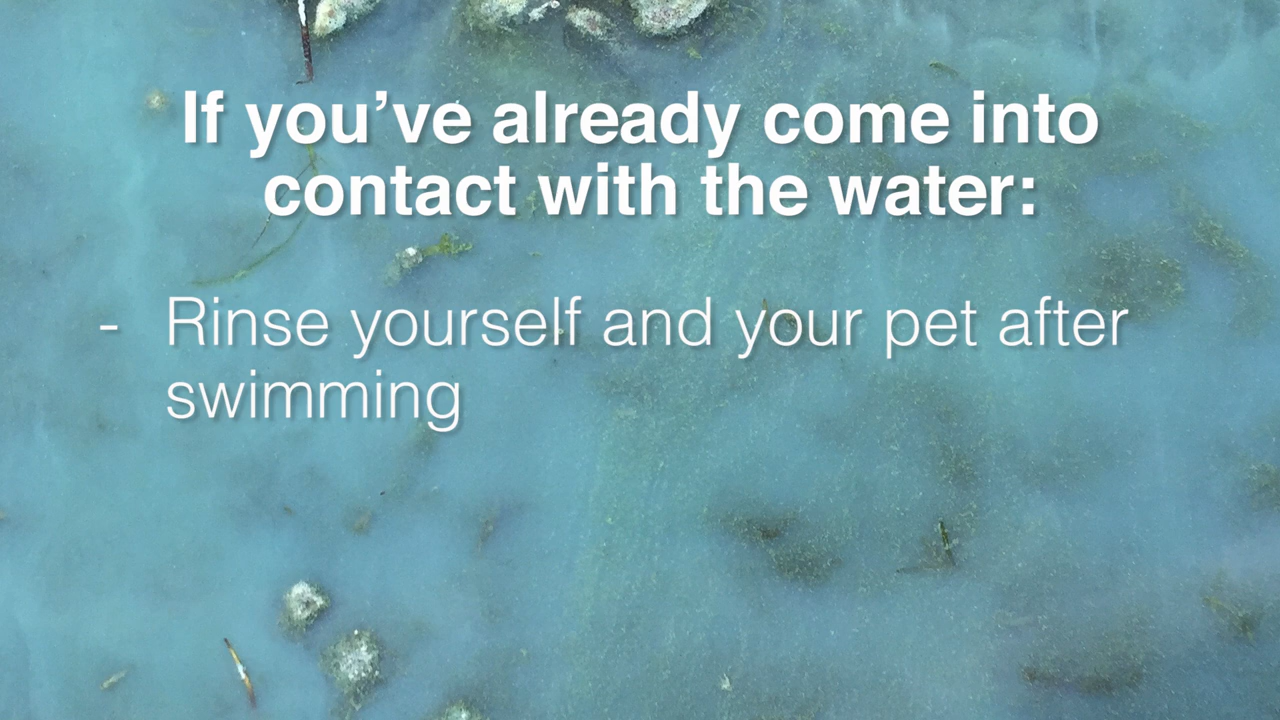 If you’ve already come into
contact with the water:
- Rinse yourself and your pet after
swimming